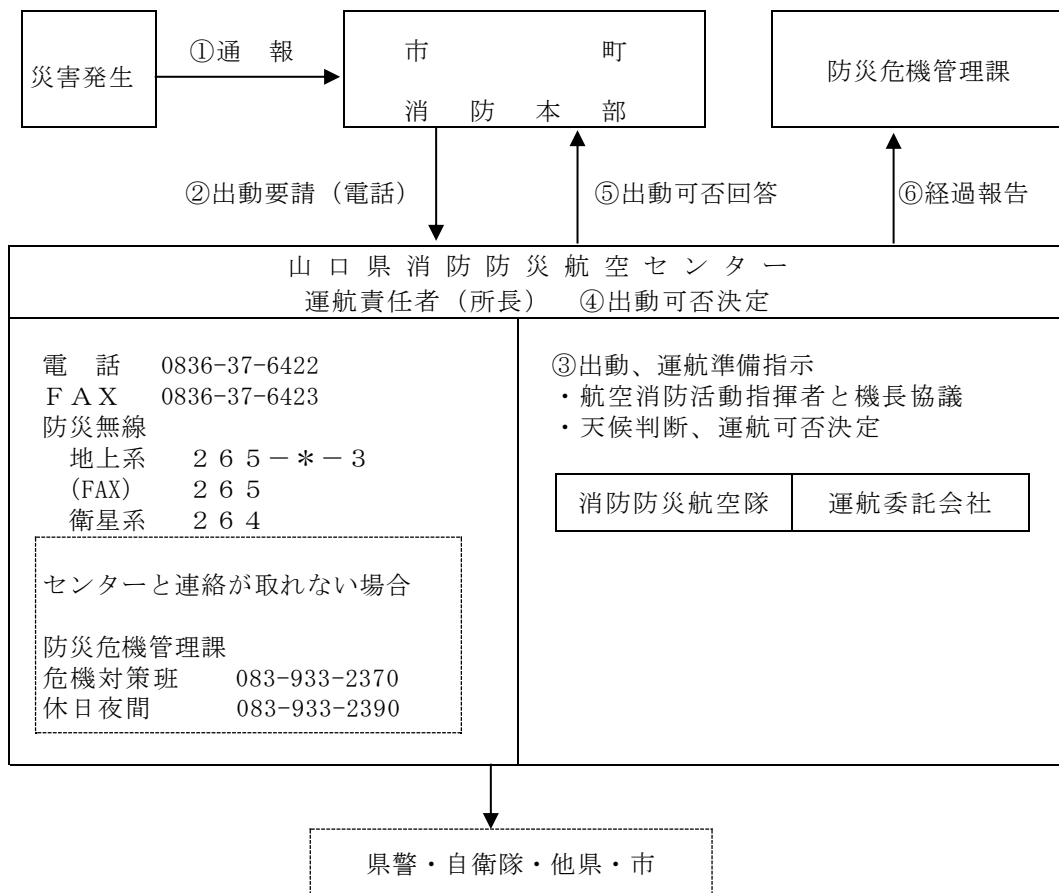 ①通　報
災害発生
市　　　　　町
消　防　本　部
防災危機管理課
②出動要請（電話）
⑤出動可否回答
⑥経過報告
山口県消防防災航空センター
運航責任者（所長）　④出動可否決定
電　話　0836-37-6422
ＦＡＸ　0836-37-6423
防災無線
地上系　２６５－＊－３
(FAX)　２６５
衛星系　２６４
センターと連絡が取れない場合
防災危機管理課
危機対策班　083-933-2370
休日夜間　083-933-2390
③出動、運航準備指示
・航空消防活動指揮者と機長協議
・天候判断、運航可否決定
消防防災航空隊
運航委託会社
県警・自衛隊・他県・市